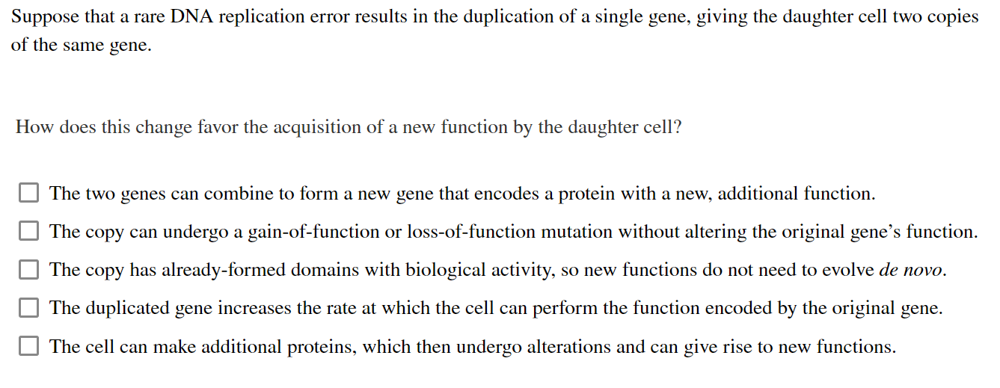 Suppose that a rare DNA replication error results in the duplication of a single gene, giving the daughter cell two copies
of the same gene.
How does this change favor the acquisition of a new function by the daughter cell?
The two genes can combine to form a new gene that encodes a protein with a new, additional function.
The copy can undergo a gain-of-function or loss-of-function mutation without altering the original gene’s function.
The copy has already-formed domains with biological activity, so new functions do not need to evolve de novo.
The duplicated gene increases the rate at which the cell can perform the function encoded by the original gene.
The cell can make additional proteins, which then undergo alterations and can give rise to new functions.